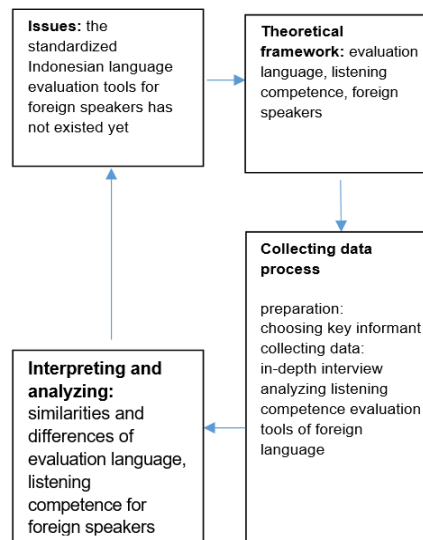 Issues: the
standardized
Indonesian language
evaluation tools for
foreign speakers has
not existed yet
Theoretical
framework: evaluation
language, listening
competence, foreign
speakers
Collecting data
process
preparation:
choosing key informant
collecting data:
in-depth interview
analyzing listening
competence evaluation
tools of foreign
language
Interpreting and
analyzing:
similarities and
differences of
evaluation language,
listening
competence for
foreign speakers